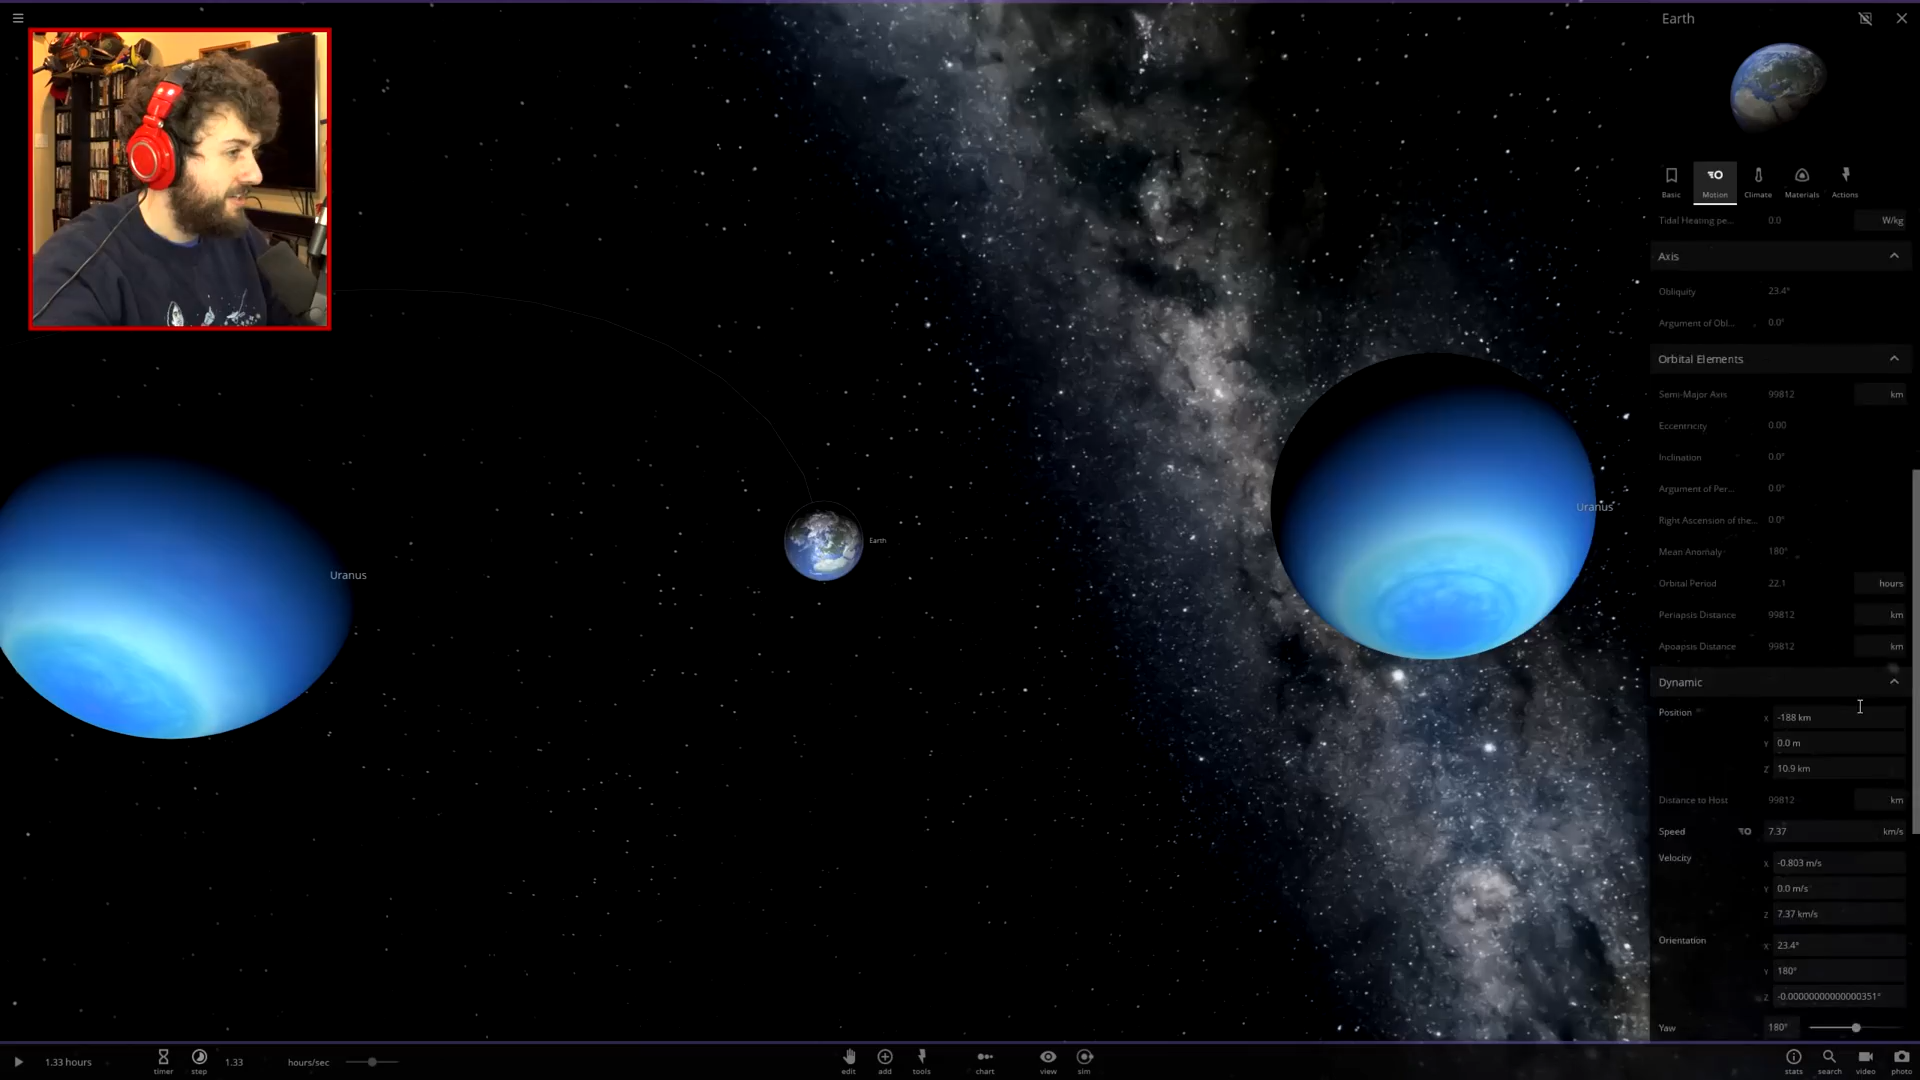 Earth
Basic
Motion
Climate
Materials
Actions
Tidal Heating pe... 0.0 W/kg
Axis
Obliquity 23.4°
Argument of Obl... 0.0°
Orbital Elements
Semi-Major Axis 99812 km
Eccentricity 0.00
Inclination 0.0°
Argument of Per... 0.0°
Right Ascension of the... 0.0°
Mean Anomaly 180°
Orbital Period 22.1 hours
Periapsis Distance 99812 km
Apoapsis Distance 99812 km
Dynamic
Position X -188 km
Y 0.0 m
Z 10.9 km
Distance to Host 99812 km
Speed 7.37 km/s
Velocity X -0.803 m/s
Y 0.0 m/s
Z 7.37 km/s
Orientation X 23.4°
Y 180°
Z -0.00000000000000351°
Yaw 180°
Uranus
Earth
Uranus
1.33 hours
timer
step
1.33
hours/sec
edit
add
tools
chart
view
sim
stats
search
video
photo